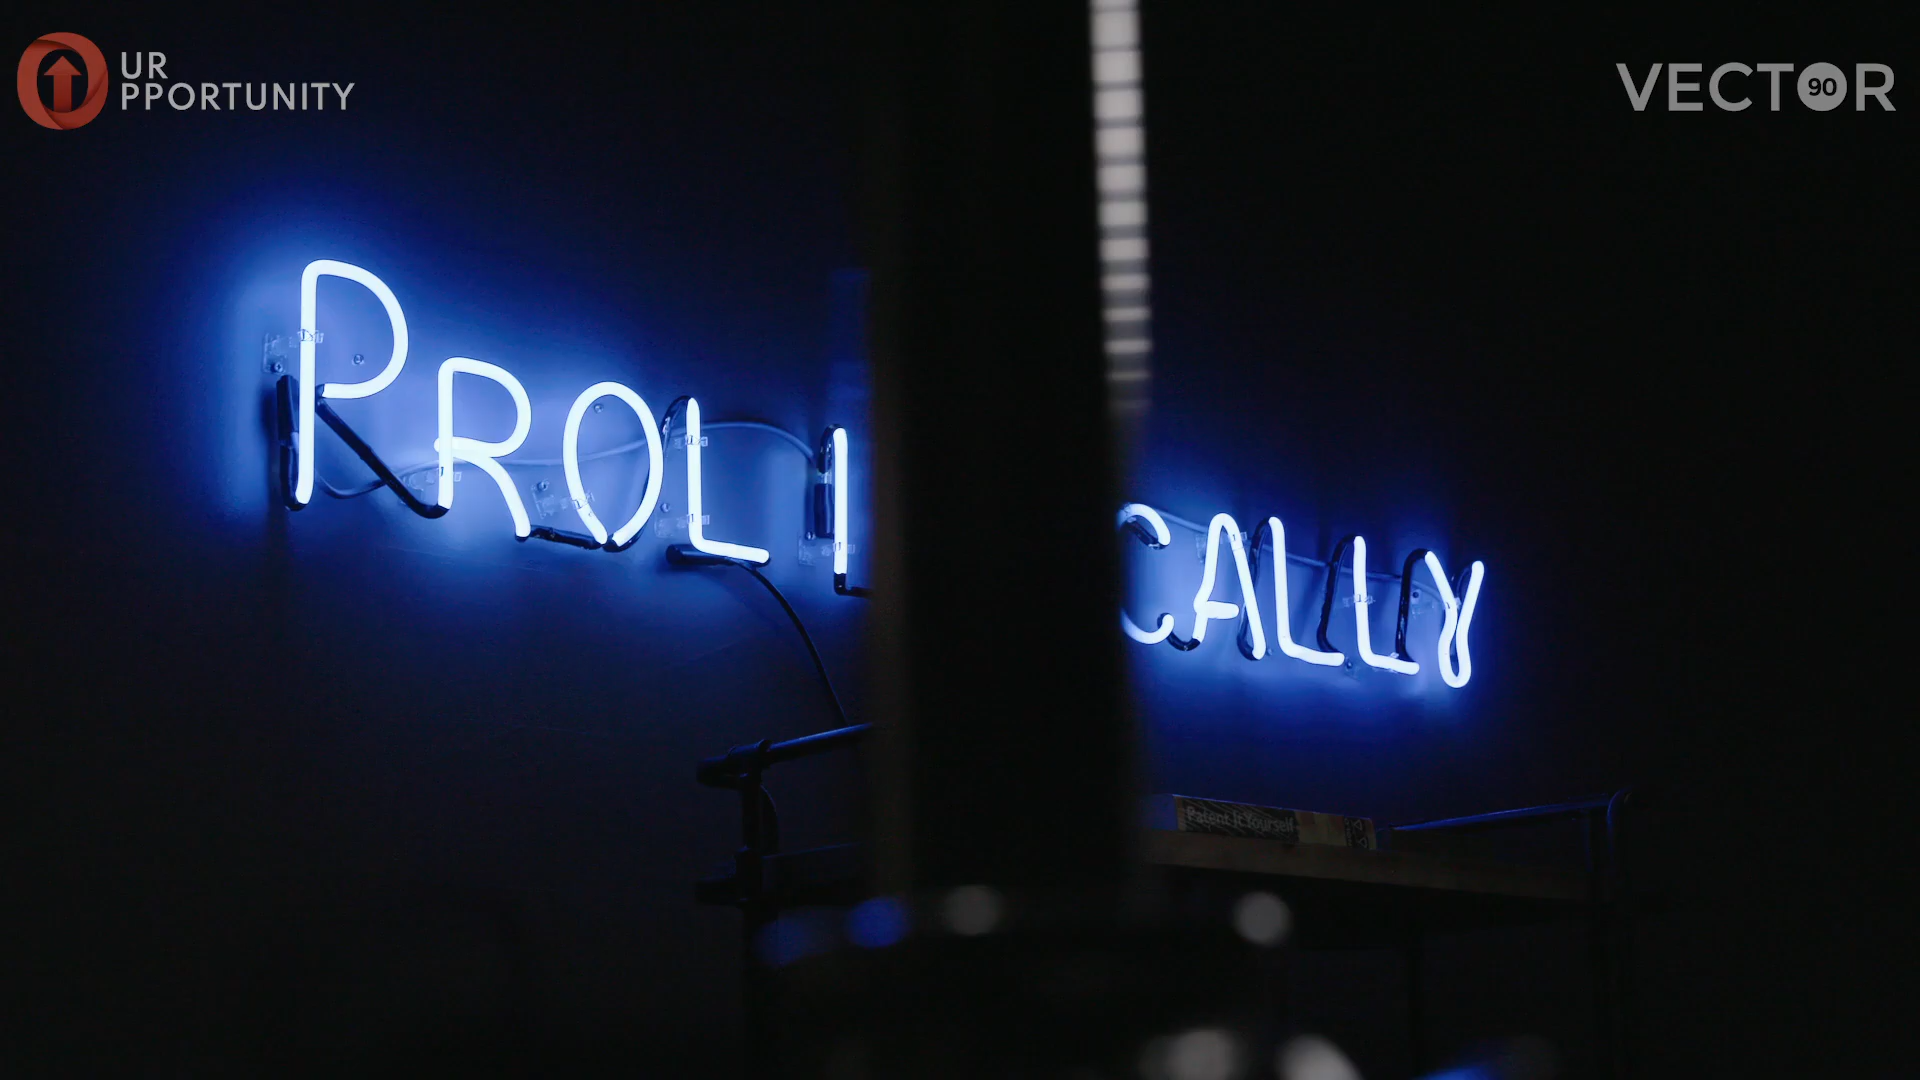 UR
PPORTUNITY
VECTOR
90
PROLI CALLY
Patent It Yourself